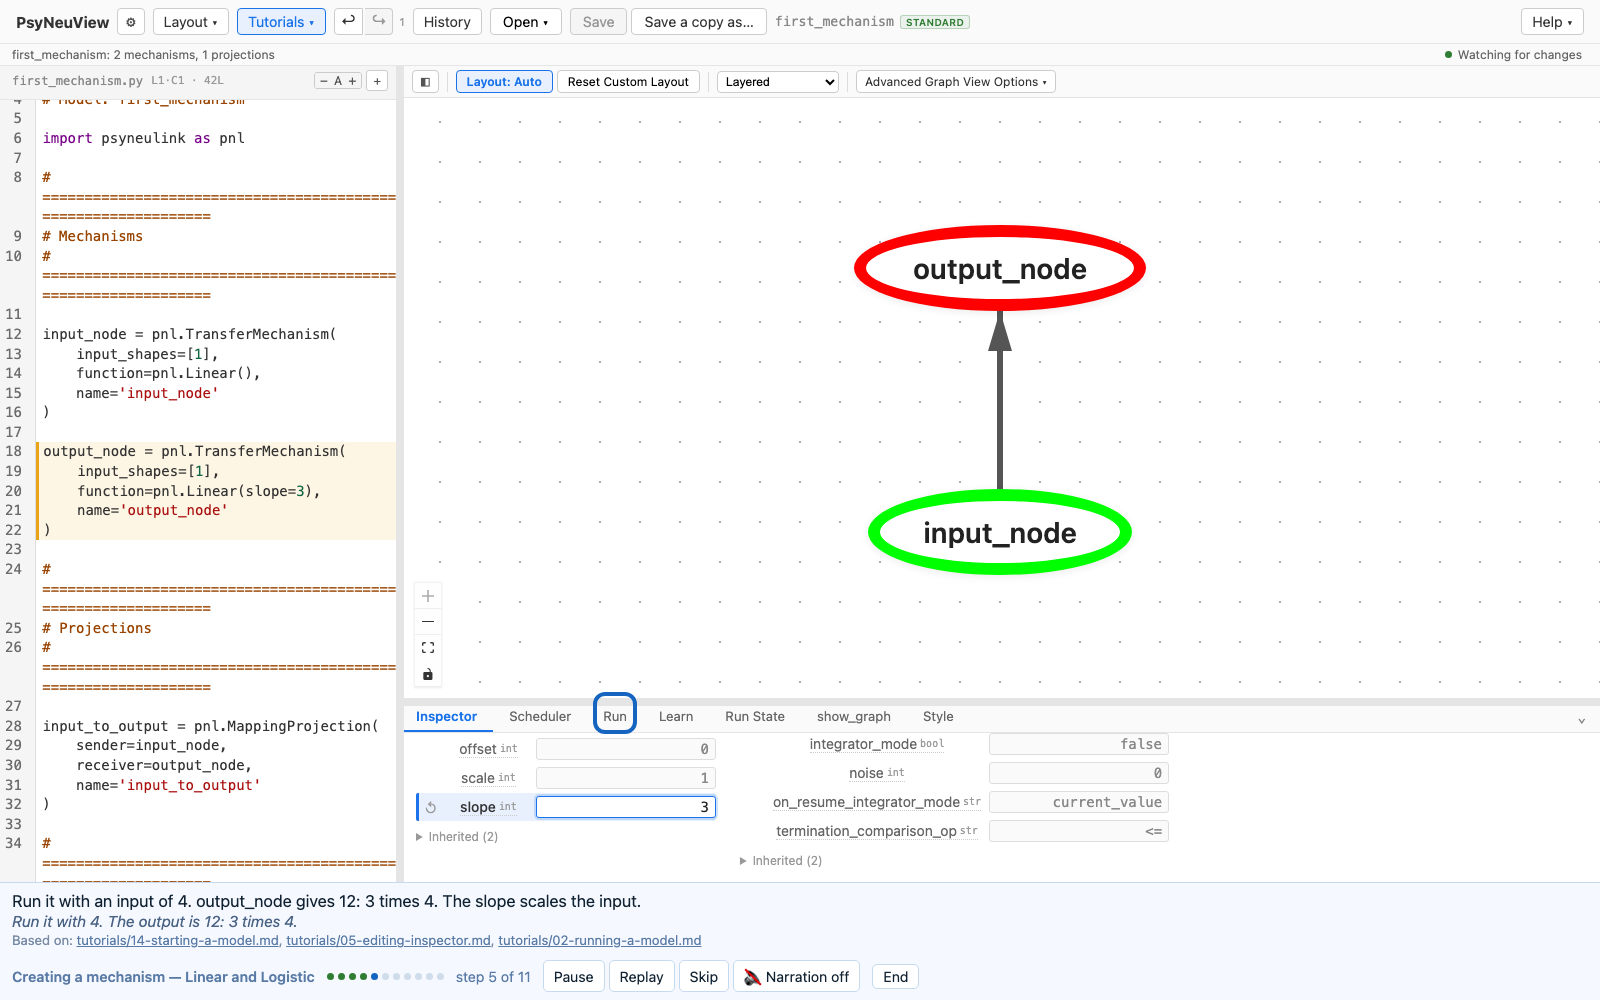 PsyNeuView ⚙ Layout ▾ Tutorials ▾ ↩ ↪ 1 History Open ▾ Save Save a copy as... first_mechanism STANDARD Help ▾
first_mechanism: 2 mechanisms, 1 projections Watching for changes
first_mechanism.py L1·C1 · 42L − A + +
Layout: Auto Reset Custom Layout Layered Advanced Graph View Options ▾
4 # Model: first_mechanism
5
6 import psyneulink as pnl
7
8 #
==========================================
====================
9 # Mechanisms
10 #
==========================================
====================
11
12 input_node = pnl.TransferMechanism(
13 input_shapes=[1],
14 function=pnl.Linear(),
15 name='input_node'
16 )
17
18 output_node = pnl.TransferMechanism(
19 input_shapes=[1],
20 function=pnl.Linear(slope=3),
21 name='output_node'
22 )
23
24 #
==========================================
====================
25 # Projections
26 #
==========================================
====================
27
28 input_to_output = pnl.MappingProjection(
29 sender=input_node,
30 receiver=output_node,
31 name='input_to_output'
32 )
33
34 #
==========================================
====================
output_node
input_node
Inspector Scheduler Run Learn Run State show_graph Style
offset int 0
scale int 1
slope int 3
▶ Inherited (2)
integrator_mode bool false
noise int 0
on_resume_integrator_mode str current_value
termination_comparison_op str <=
▶ Inherited (2)
Run it with an input of 4. output_node gives 12: 3 times 4. The slope scales the input.
Run it with 4. The output is 12: 3 times 4.
Based on: tutorials/14-starting-a-model.md, tutorials/05-editing-inspector.md, tutorials/02-running-a-model.md
Creating a mechanism — Linear and Logistic step 5 of 11 Pause Replay Skip Narration off End